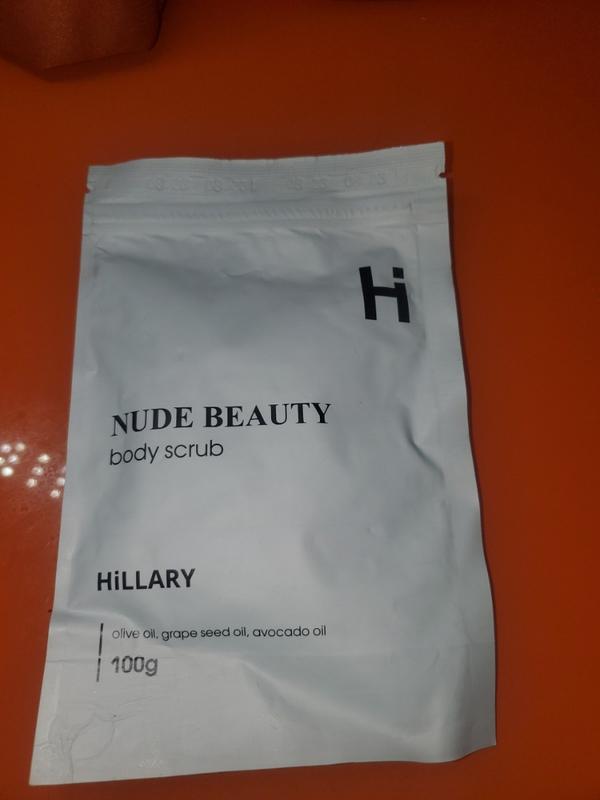 Hi
NUDE BEAUTY
body scrub
HiLLARY
olive oil, grape seed oil, avocado oil
100g